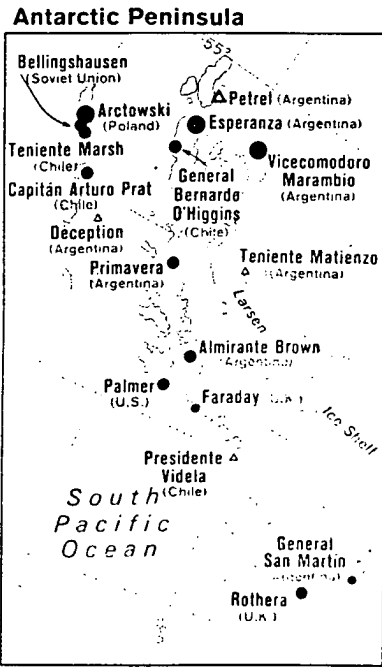 Antarctic Peninsula
55°
Bellingshausen
(Soviet Union)
Petrel (Argentina)
Arctowski
(Poland)
Esperanza (Argentina)
Teniente Marsh
(Chile)
Vicecomodoro
Marambio
(Argentina)
General
Bernardo
O'Higgins
(Chile)
Capitán Arturo Prat
(Chile)
Deception
(Argentina)
Teniente Matienzo
(Argentina)
Primavera
(Argentina)
Larsen
Almirante Brown
(Argentina)
Palmer
(U.S.)
Faraday (U.K.)
Ice Shelf
Presidente
Videla
(Chile)
South
Pacific
Ocean
General
San Martín
(Argentina)
Rothera
(U.K.)